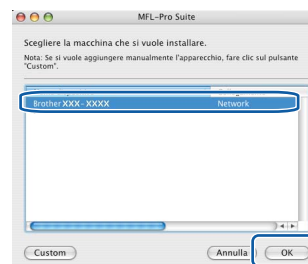 MFL-Pro Suite
Scegliere la macchina che si vuole installare.
Nota: Se si vuole aggiungere manualmente l'apparecchio, fare clic sul pulsante
"Custom".
Brother XXX-XXXX Network
Custom Annulla OK